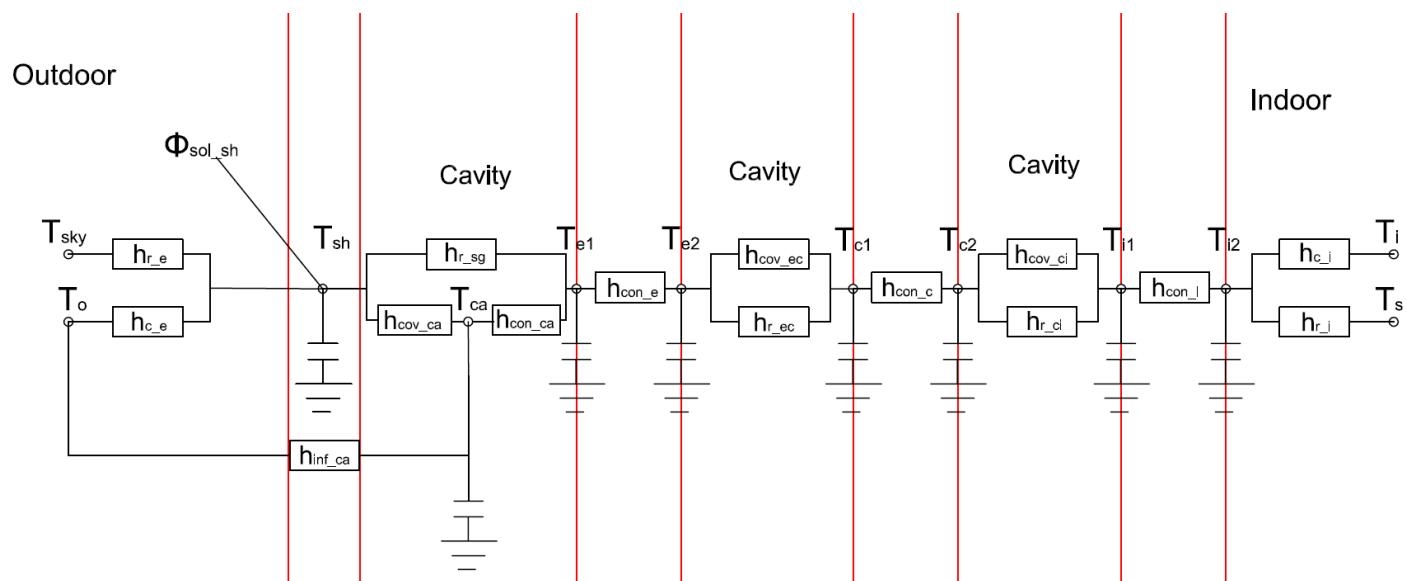 Outdoor
Indoor
Φsol_sh
Cavity
Cavity
Cavity
Tsky
Tsh
Te1
Te2
Tc1
Tc2
Ti1
Ti2
Ti
hr_e
hr_sg
hcov_ec
hcov_ci
hc_i
hcon_e
hcon_c
hcon_l
To
Tca
Ts
hc_e
hcov_ca
hcon_ca
hr_ec
hr_ci
hr_i
hinf_ca